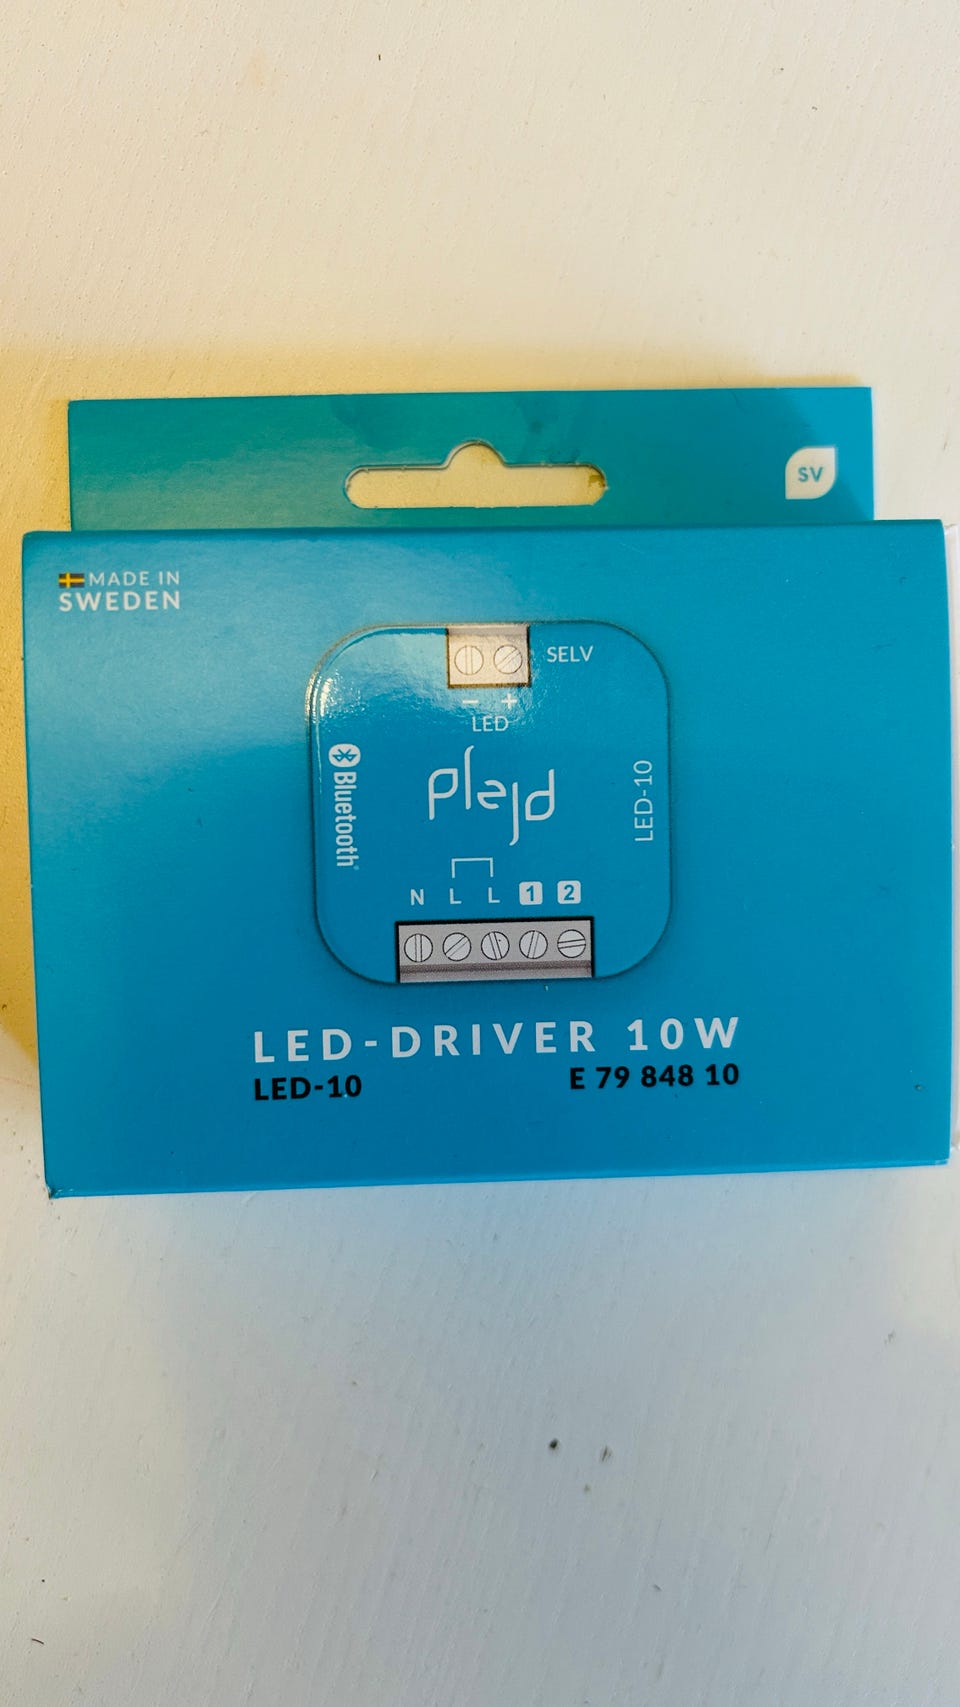 SV
MADE IN
SWEDEN
SELV
- +
LED
Bluetooth
plejd
LED-10
N L L 1 2
LED-DRIVER 10W
LED-10 E 79 848 10